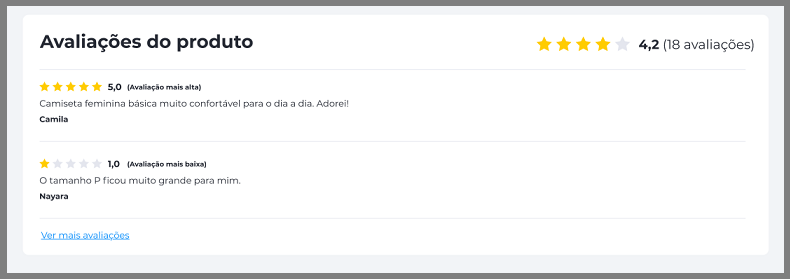 Avaliações do produto
4,2 (18 avaliações)
5,0 (Avaliação mais alta)
Camiseta feminina básica muito confortável para o dia a dia. Adorei!
Camila
1,0 (Avaliação mais baixa)
O tamanho P ficou muito grande para mim.
Nayara
Ver mais avaliações